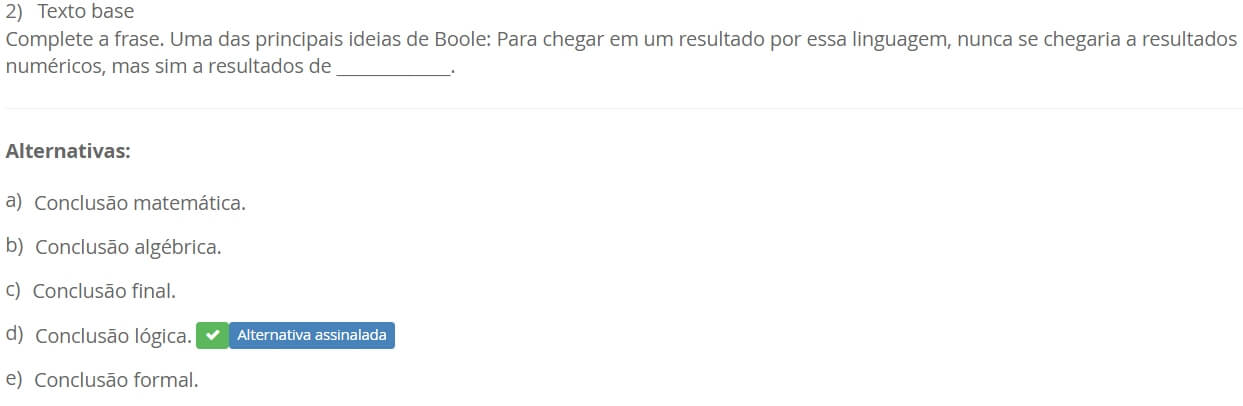 2) Texto base
Complete a frase. Uma das principais ideias de Boole: Para chegar em um resultado por essa linguagem, nunca se chegaria a resultados
numéricos, mas sim a resultados de ____________.
Alternativas:
a) Conclusão matemática.
b) Conclusão algébrica.
c) Conclusão final.
d) Conclusão lógica. Alternativa assinalada
e) Conclusão formal.